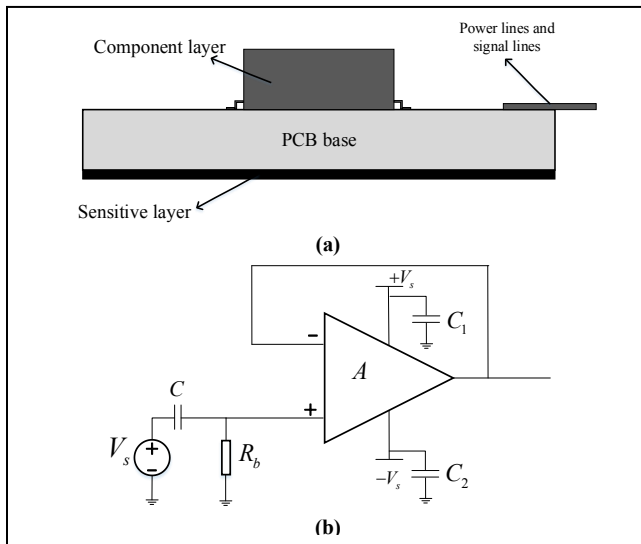 Component layer
Power lines and
signal lines
PCB base
Sensitive layer
(a)
+Vs
C1
-
A
C
+
Vs
+
-
Rb
-Vs
C2
(b)